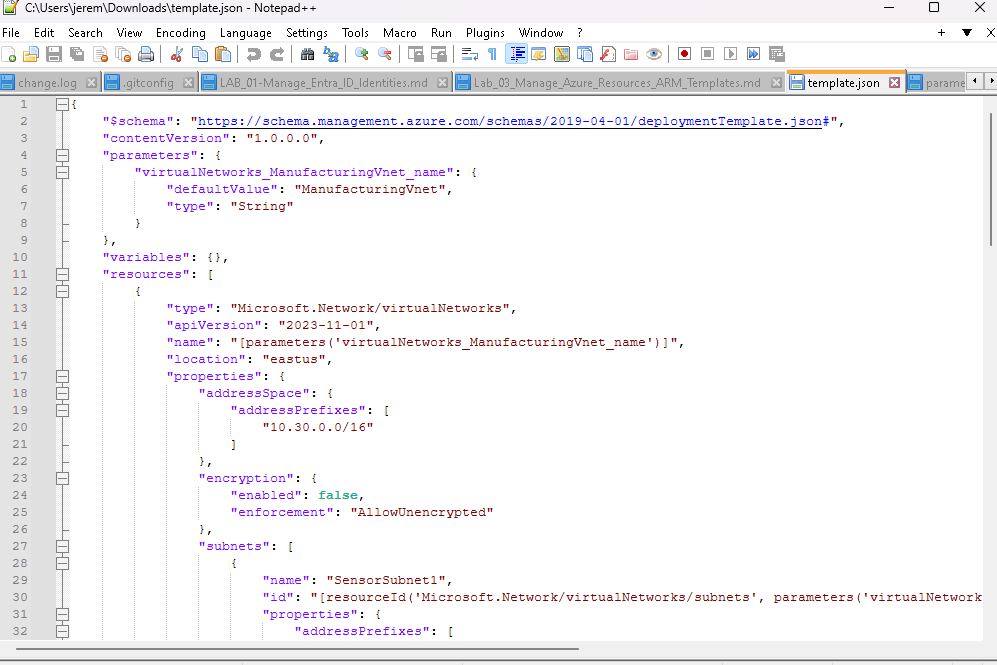 C:\Users\jerem\Downloads\template.json - Notepad++
File Edit Search View Encoding Language Settings Tools Macro Run Plugins Window ?
change.log .gitconfig LAB_01-Manage_Entra_ID_Identities.md Lab_03_Manage_Azure_Resources_ARM_Templates.md template.json parame
1 {
2 "$schema": "https://schema.management.azure.com/schemas/2019-04-01/deploymentTemplate.json#",
3 "contentVersion": "1.0.0.0",
4 "parameters": {
5 "virtualNetworks_ManufacturingVnet_name": {
6 "defaultValue": "ManufacturingVnet",
7 "type": "String"
8 }
9 },
10 "variables": {},
11 "resources": [
12 {
13 "type": "Microsoft.Network/virtualNetworks",
14 "apiVersion": "2023-11-01",
15 "name": "[parameters('virtualNetworks_ManufacturingVnet_name')]",
16 "location": "eastus",
17 "properties": {
18 "addressSpace": {
19 "addressPrefixes": [
20 "10.30.0.0/16"
21 ]
22 },
23 "encryption": {
24 "enabled": false,
25 "enforcement": "AllowUnencrypted"
26 },
27 "subnets": [
28 {
29 "name": "SensorSubnet1",
30 "id": "[resourceId('Microsoft.Network/virtualNetworks/subnets', parameters('virtualNetwork
31 "properties": {
32 "addressPrefixes": [